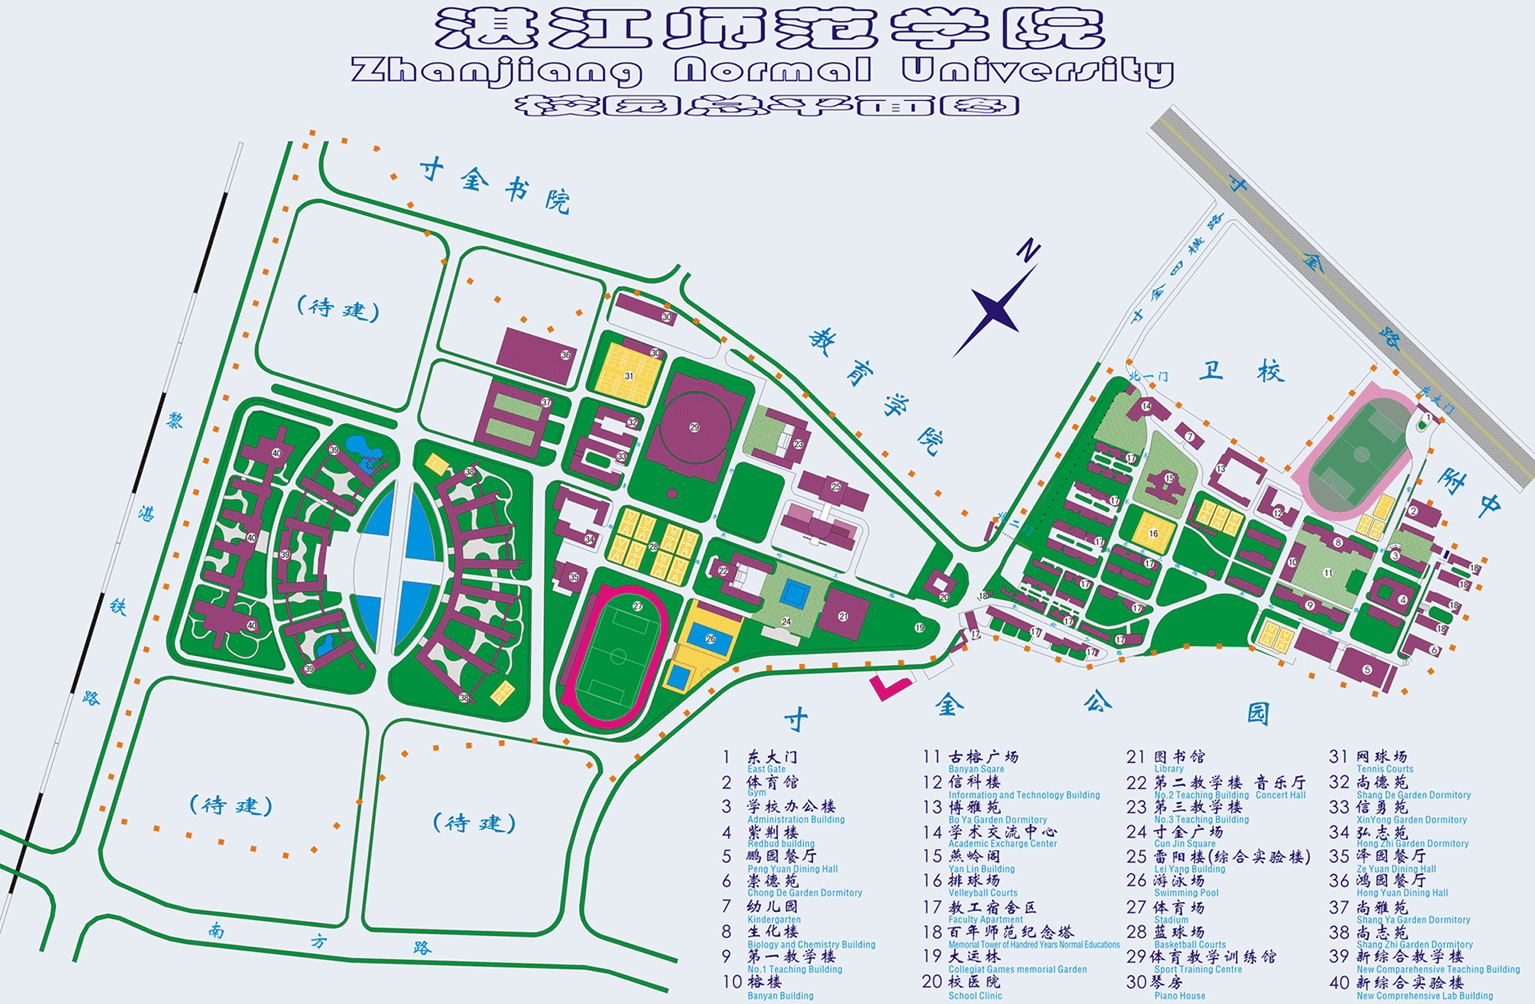 湛江师范学院
Zhanjiang Normal University
校园总平面图
寸金书院
N
寸金路
寸金四横路
教育学院
卫校
北一门
东大门
附中
北二门
(待建)
黎湛铁路
寸金公园
(待建)
(待建)
南方路
1 东大门
East Gate
2 体育馆
Gym
3 学校办公楼
Administration Building
4 紫荆楼
Redbud building
5 鹏园餐厅
Peng Yuan Dining Hall
6 崇德苑
Chong De Garden Dormitory
7 幼儿园
Kindergarten
8 生化楼
Biology and Chemistry Building
9 第一教学楼
No.1 Teaching Building
10 榕楼
Banyan Building
11 古榕广场
Banyan Sqare
12 信科楼
Information and Technology Building
13 博雅苑
Bo Ya Garden Dormitory
14 学术交流中心
Academic Excharge Center
15 燕岭阁
Yan Lin Building
16 排球场
Velleyball Courts
17 教工宿舍区
Faculty Apartment
18 百年师范纪念塔
Memorial Tower of Hundred Years Normal Educations
19 大运林
Collegiat Games memorial Garden
20 校医院
School Clinic
21 图书馆
Library
22 第二教学楼 音乐厅
No.2 Teaching Building Concert Hall
23 第三教学楼
No.3 Teaching Building
24 寸金广场
Cun Jin Square
25 雷阳楼(综合实验楼)
Lei Yang Building
26 游泳场
Swimming Pool
27 体育场
Stadium
28 蓝球场
Basketball Courts
29 体育教学训练馆
Sport Training Centre
30 琴房
Piano House
31 网球场
Tennis Courts
32 尚德苑
Shang De Garden Dormitory
33 信勇苑
XinYong Garden Dormitory
34 弘志苑
Hong Zhi Garden Dormitory
35 泽园餐厅
Ze Yuan Dining Hall
36 鸿园餐厅
Hong Yuan Dining Hall
37 尚雅苑
Shang Ya Garden Dormitory
38 尚志苑
Shang Zhi Garden Dormitory
39 新综合教学楼
New Comparehensive Teaching Building
40 新综合实验楼
New Comprehensive Lab Building